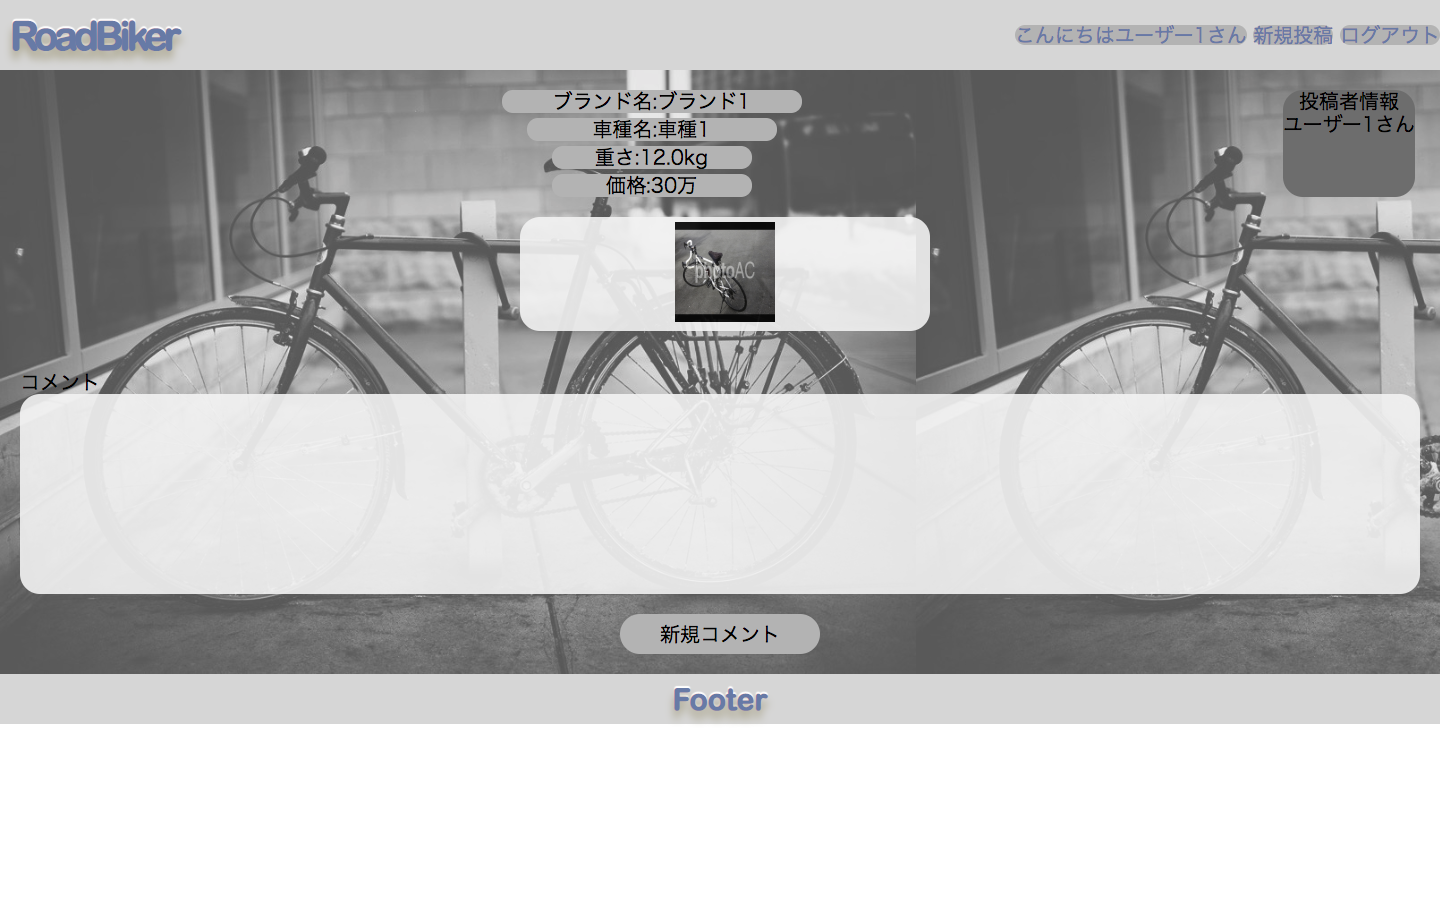 RoadBiker
こんにちはユーザー1さん 新規投稿 ログアウト
ブランド名:ブランド1
車種名:車種1
重さ:12.0kg
価格:30万
投稿者情報
ユーザー1さん
photoAC
コメント
新規コメント
Footer